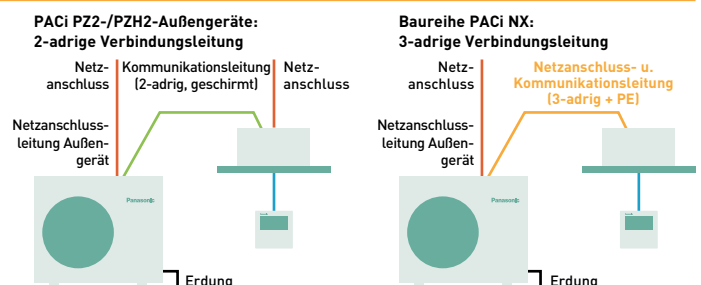 PACi PZ2-/PZH2-Außengeräte:
2-adrige Verbindungsleitung
Netz-
anschluss
Kommunikationsleitung
(2-adrig, geschirmt)
Netz-
anschluss
Netzanschluss-
leitung Außen-
gerät
Panasonic
Erdung
Baureihe PACi NX:
3-adrige Verbindungsleitung
Netz-
anschluss
Netzanschluss- u.
Kommunikationsleitung
(3-adrig + PE)
Netzanschluss-
leitung Außen-
gerät
Panasonic
Erdung